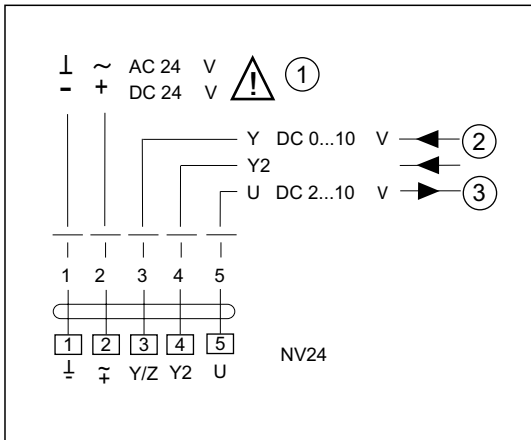 ⊥ ~ AC 24 V ① 
- + DC 24 V
Y DC 0...10 V ②
Y2
U DC 2...10 V ③
1 2 3 4 5
1 2 3 4 5
Y/Z Y2 U
NV24